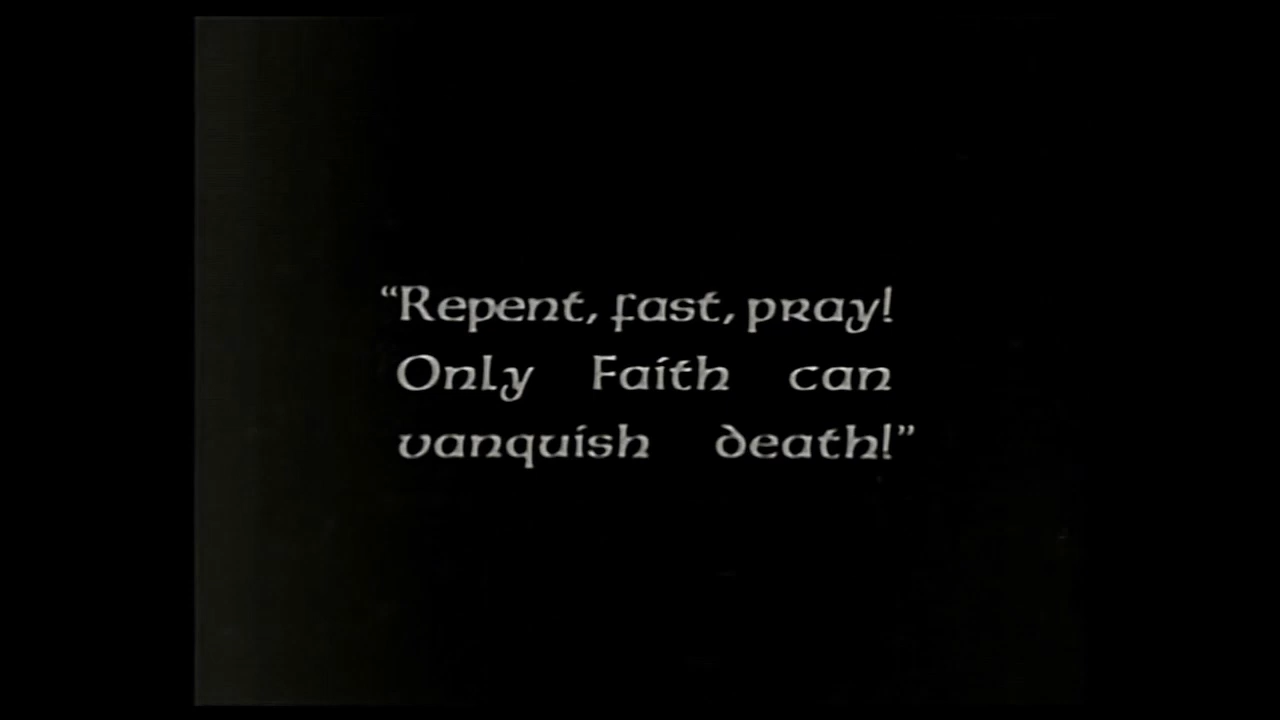 “Repent, fast, pray!
Only Faith can
vanquish death!”